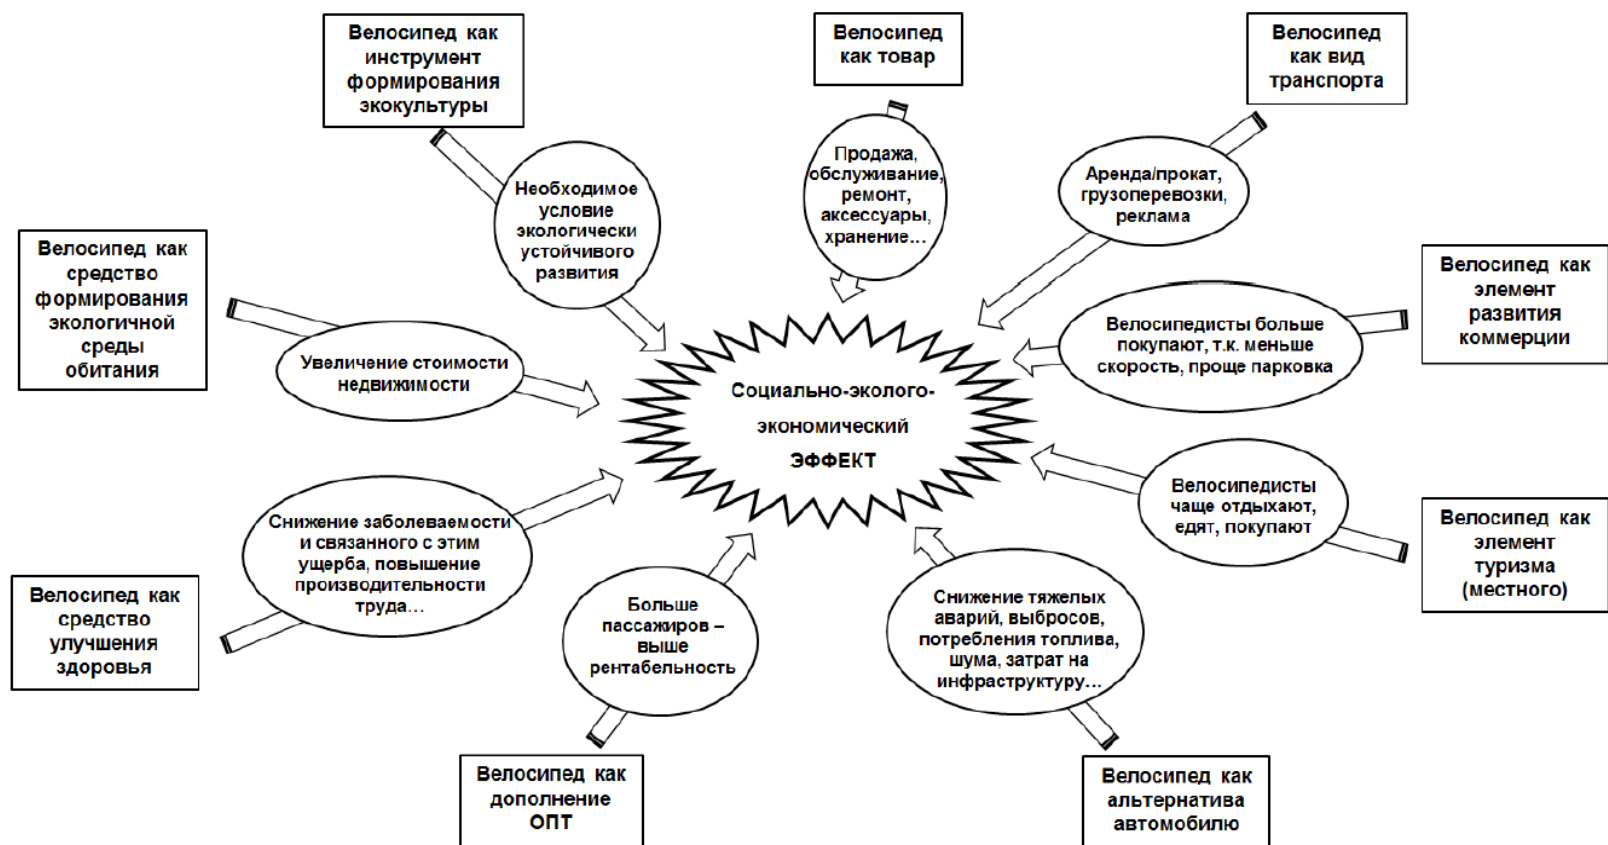 Велосипед как
инструмент
формирования
экокультуры
Велосипед
как товар
Велосипед
как вид
транспорта
Необходимое
условие
экологически
устойчивого
развития
Продажа,
обслуживание,
ремонт,
аксессуары,
хранение…
Аренда/прокат,
грузоперевозки,
реклама
Велосипед как
средство
формирования
экологичной
среды
обитания
Увеличение стоимости
недвижимости
Велосипедисты больше
покупают, т.к. меньше
скорость, проще парковка
Велосипед как
элемент
развития
коммерции
Социально-эколого-
экономический
ЭФФЕКТ
Снижение заболеваемости
и связанного с этим
ущерба, повышение
производительности
труда…
Велосипедисты
чаще отдыхают,
едят, покупают
Велосипед как
элемент
туризма
(местного)
Велосипед как
средство
улучшения
здоровья
Больше
пассажиров –
выше
рентабельность
Снижение тяжелых
аварий, выбросов,
потребления топлива,
шума, затрат на
инфраструктуру…
Велосипед как
дополнение
ОПТ
Велосипед как
альтернатива
автомобилю